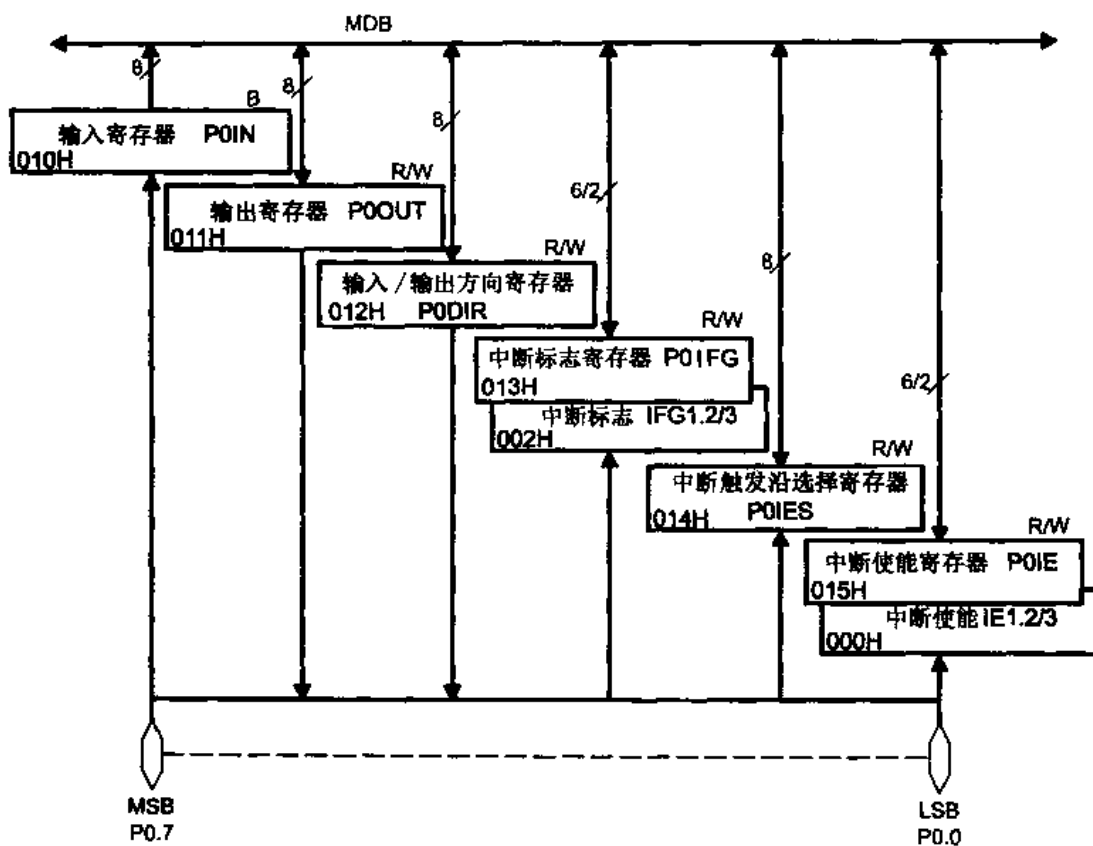 MDB
8
8
8
6/2
8
6/2
B
输入寄存器 P0IN
010H
R/W
输出寄存器 P0OUT
011H
R/W
输入/输出方向寄存器
012H P0DIR
R/W
中断标志寄存器 P0IFG
013H
中断标志 IFG1.2/3
002H
R/W
中断触发沿选择寄存器
014H P0IES
R/W
中断使能寄存器 P0IE
015H
中断使能IE1.2/3
000H
MSB
P0.7
LSB
P0.0